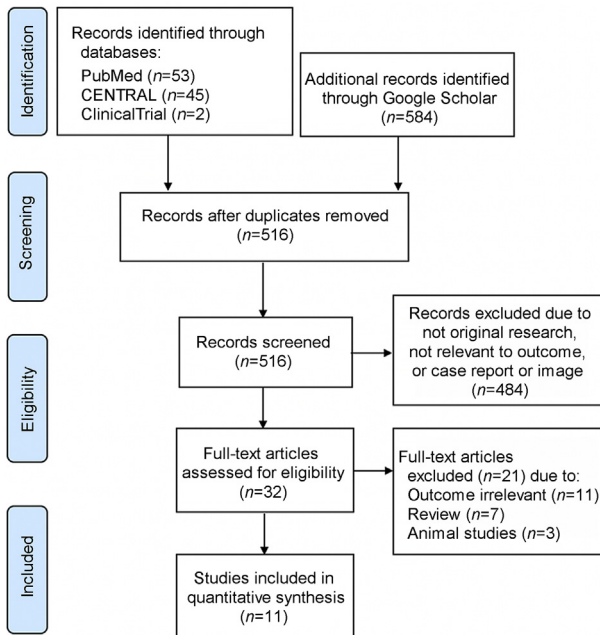 Identification
Records identified through
databases:
PubMed (n=53)
CENTRAL (n=45)
ClinicalTrial (n=2)
Additional records identified
through Google Scholar
(n=584)
Screening
Records after duplicates removed
(n=516)
Eligibility
Records screened
(n=516)
Records excluded due to
not original research,
not relevant to outcome,
or case report or image
(n=484)
Full-text articles
assessed for eligibility
(n=32)
Full-text articles
excluded (n=21) due to:
Outcome irrelevant (n=11)
Review (n=7)
Animal studies (n=3)
Included
Studies included in
quantitative synthesis
(n=11)